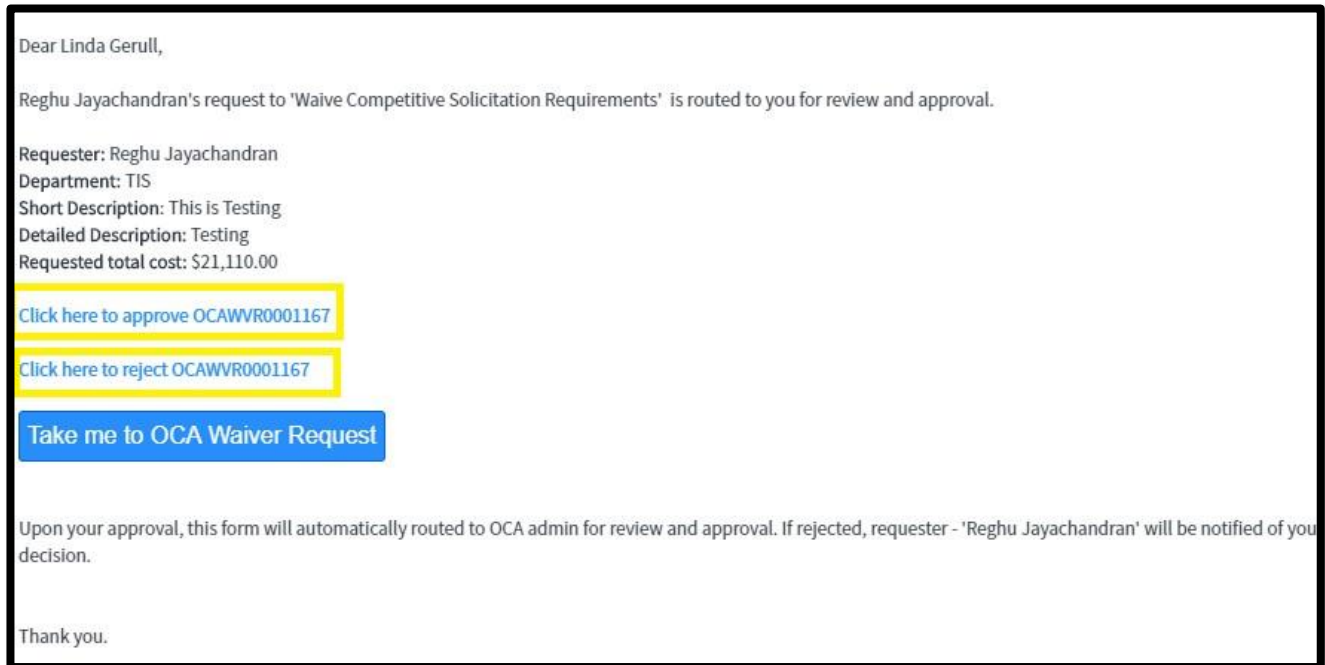 Dear Linda Gerull,
Reghu Jayachandran's request to 'Waive Competitive Solicitation Requirements'  is routed to you for review and approval.
Requester: Reghu Jayachandran
Department: TIS
Short Description: This is Testing
Detailed Description: Testing
Requested total cost: $21,110.00
Click here to approve OCAWVR0001167
Click here to reject OCAWVR0001167
Take me to OCA Waiver Request
Upon your approval, this form will automatically routed to OCA admin for review and approval. If rejected, requester - 'Reghu Jayachandran' will be notified of you
decision.
Thank you.